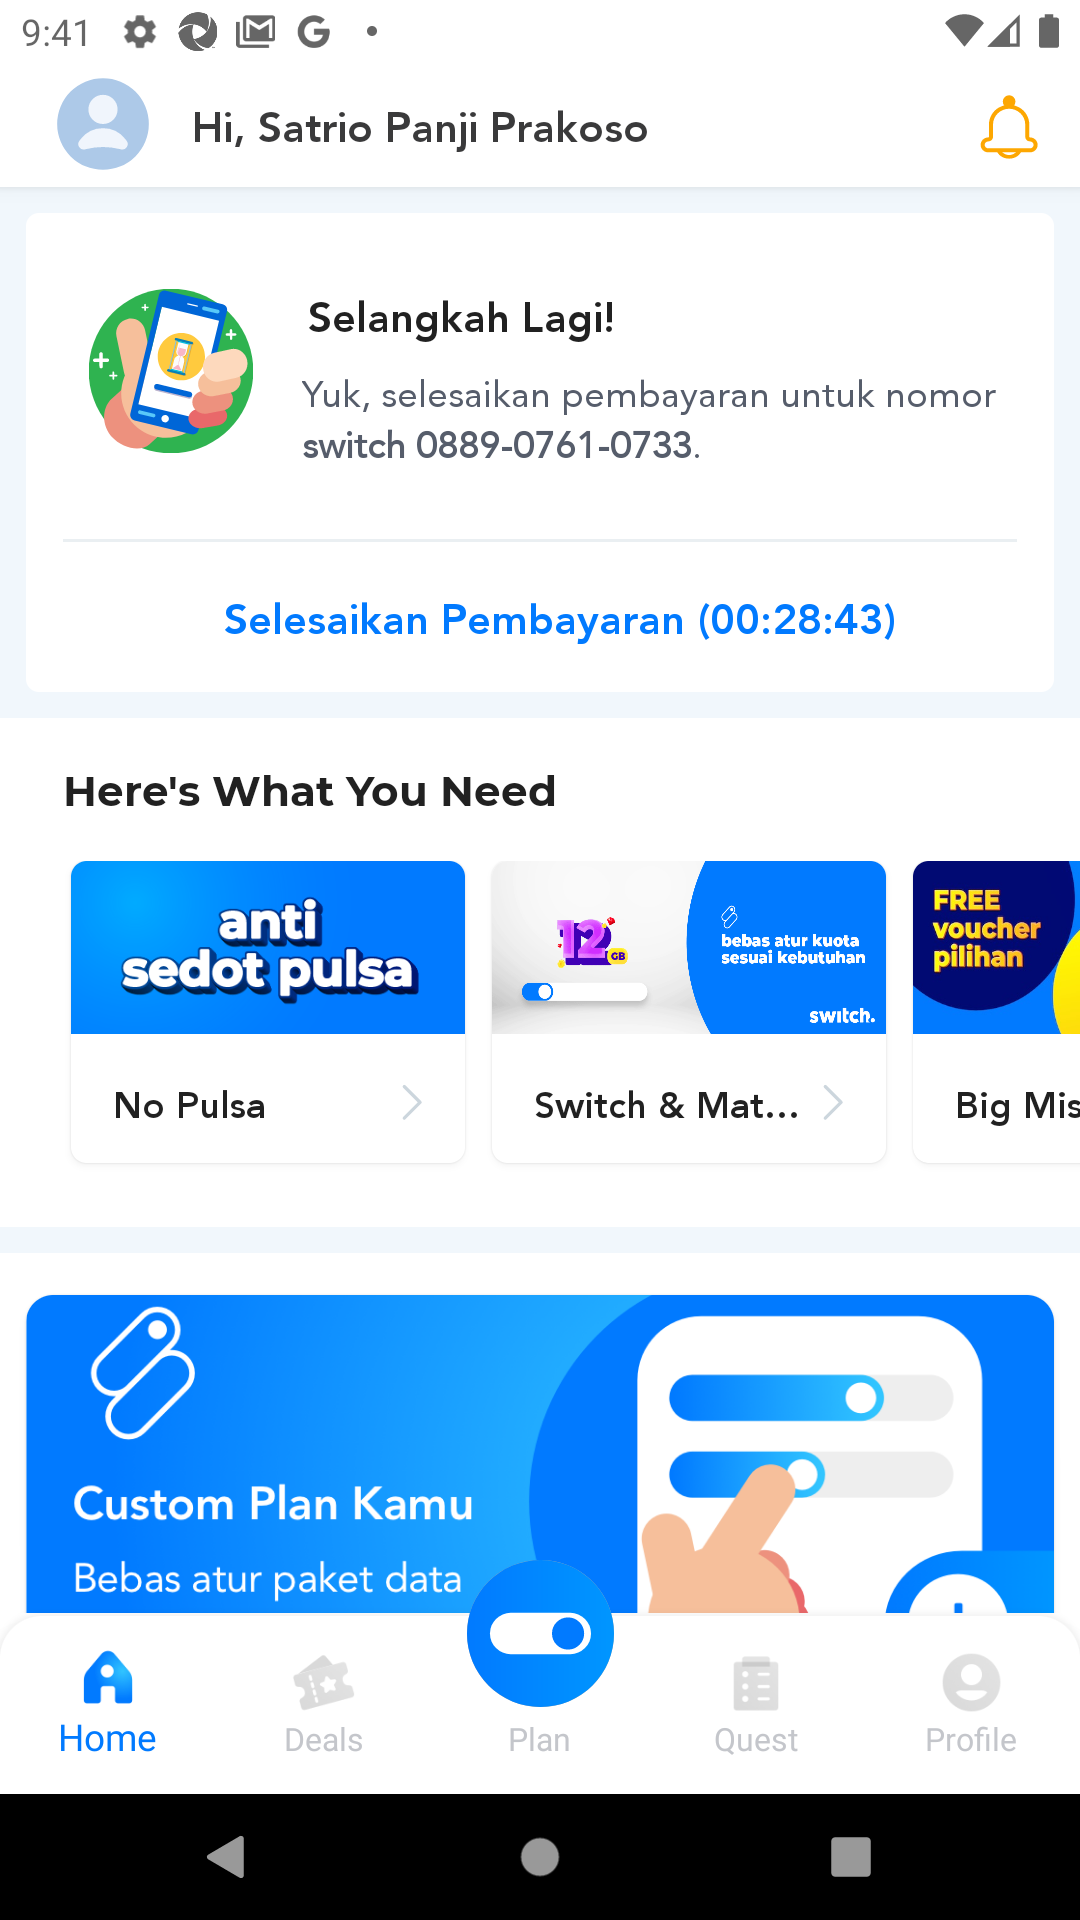 9:41
Hi, Satrio Panji Prakoso
Selangkah Lagi!
Yuk, selesaikan pembayaran untuk nomor
switch 0889-0761-0733.
Selesaikan Pembayaran (00:28:43)
Here's What You Need
anti
sedot pulsa
No Pulsa
12 GB
bebas atur kuota
sesuai kebutuhan
switch.
Switch & Mat...
FREE
voucher
pilihan
Big Mis
Custom Plan Kamu
Bebas atur paket data
Home
Deals
Plan
Quest
Profile